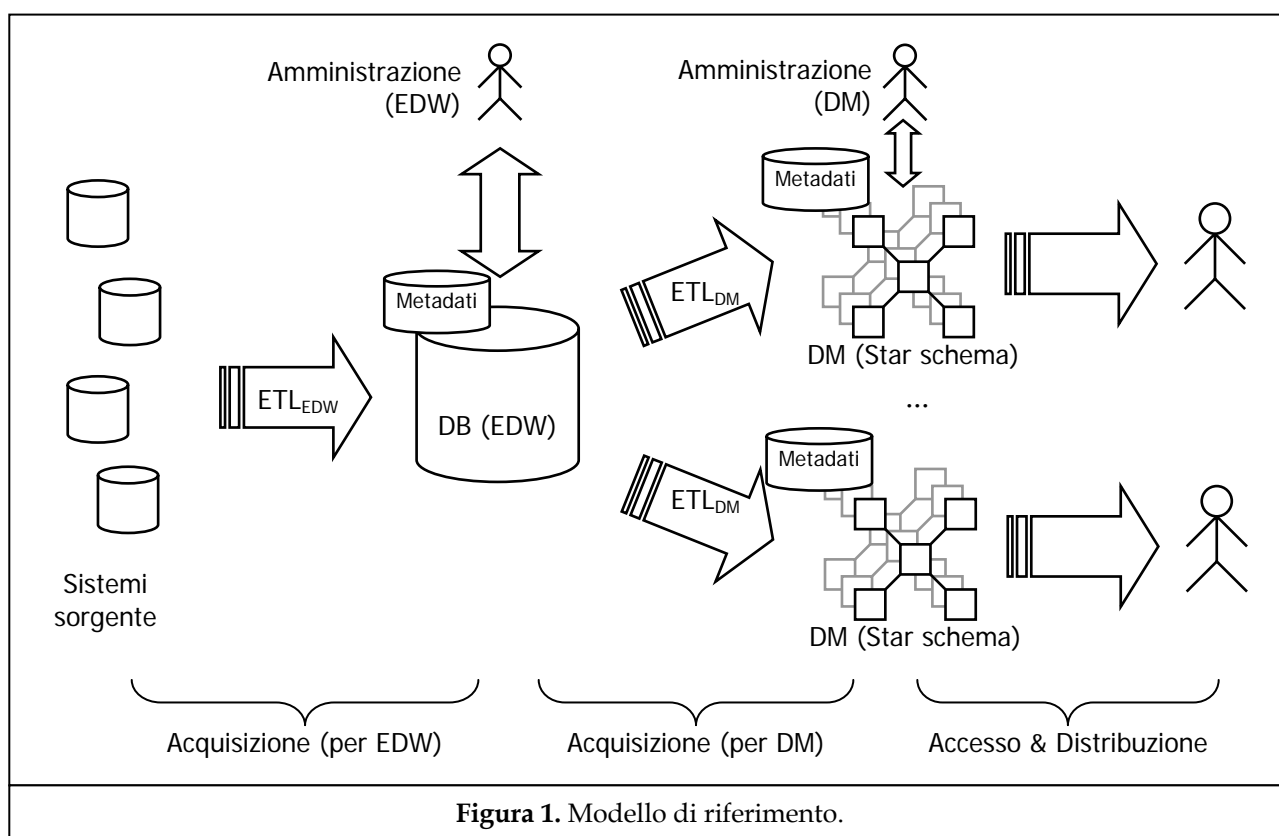 Amministrazione
(EDW)
Amministrazione
(DM)
Metadati
Metadati
ETLDM
ETLEDW
DB (EDW)
DM (Star schema)
...
Metadati
ETLDM
DM (Star schema)
Sistemi
sorgente
Acquisizione (per EDW)
Acquisizione (per DM)
Accesso & Distribuzione
Figura 1. Modello di riferimento.